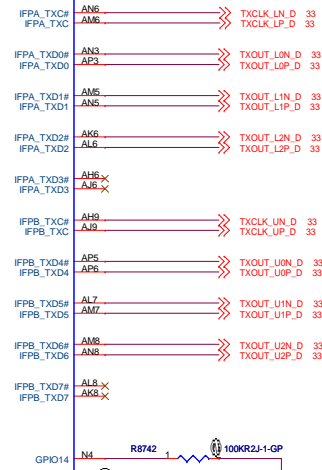 IFPA_TXC# AN6 TXCLK_LN_D 33
IFPA_TXC AM6 TXCLK_LP_D 33
IFPA_TXD0# AN3 TXOUT_L0N_D 33
IFPA_TXD0 AP3 TXOUT_L0P_D 33
IFPA_TXD1# AM5 TXOUT_L1N_D 33
IFPA_TXD1 AN5 TXOUT_L1P_D 33
IFPA_TXD2# AK6 TXOUT_L2N_D 33
IFPA_TXD2 AL6 TXOUT_L2P_D 33
IFPA_TXD3# AH6
IFPA_TXD3 AJ6
IFPB_TXC# AH9 TXCLK_UN_D 33
IFPB_TXC AJ9 TXCLK_UP_D 33
IFPB_TXD4# AP5 TXOUT_U0N_D 33
IFPB_TXD4 AP6 TXOUT_U0P_D 33
IFPB_TXD5# AL7 TXOUT_U1N_D 33
IFPB_TXD5 AM7 TXOUT_U1P_D 33
IFPB_TXD6# AM8 TXOUT_U2N_D 33
IFPB_TXD6 AN8 TXOUT_U2P_D 33
IFPB_TXD7# AL8
IFPB_TXD7 AK8
R8742 100KR2J-1-GP
GPIO14 N4 1